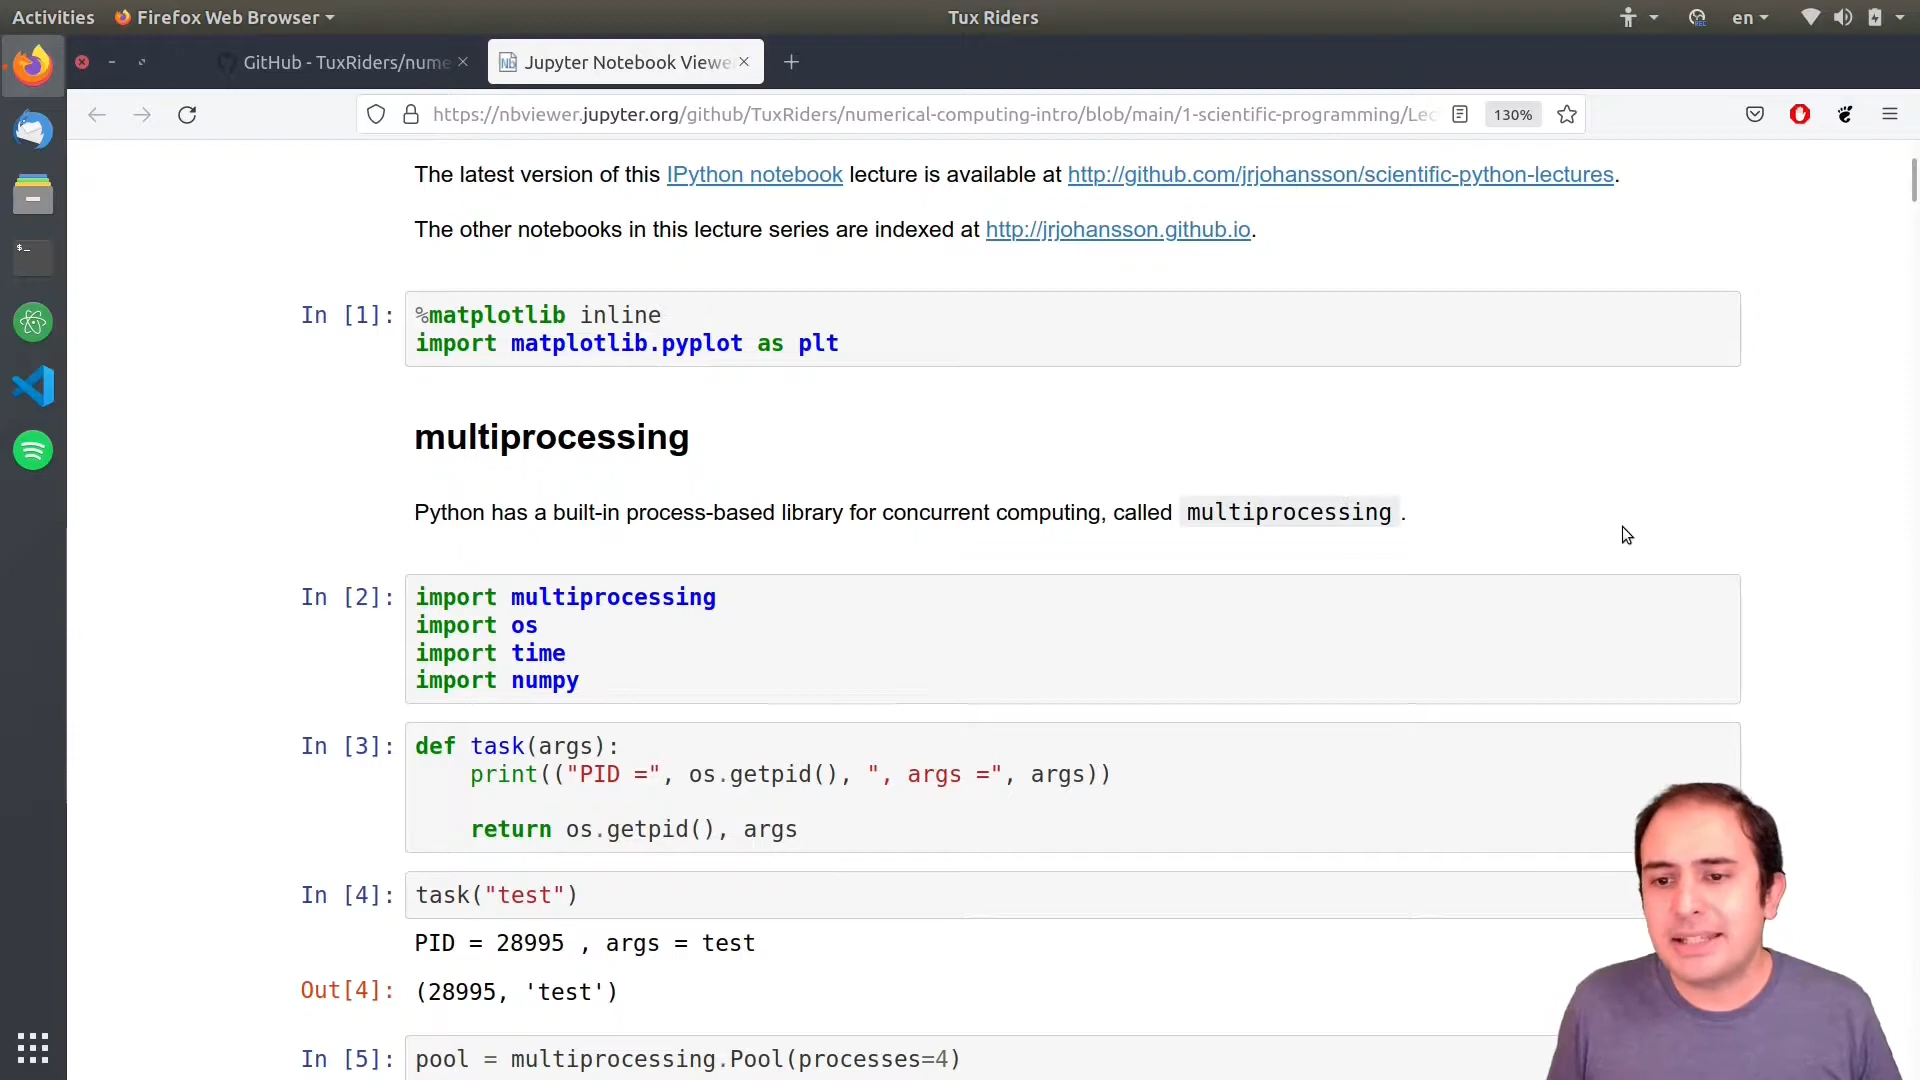 Activities Firefox Web Browser Tux Riders en
GitHub - TuxRiders/nume Jupyter Notebook Viewe
https://nbviewer.jupyter.org/github/TuxRiders/numerical-computing-intro/blob/main/1-scientific-programming/Lec 130%
The latest version of this IPython notebook lecture is available at http://github.com/jrjohansson/scientific-python-lectures.
The other notebooks in this lecture series are indexed at http://jrjohansson.github.io.
In [1]: %matplotlib inline
import matplotlib.pyplot as plt
multiprocessing
Python has a built-in process-based library for concurrent computing, called multiprocessing .
In [2]: import multiprocessing
import os
import time
import numpy
In [3]: def task(args):
print(("PID =", os.getpid(), ", args =", args))
return os.getpid(), args
In [4]: task("test")
PID = 28995 , args = test
Out[4]: (28995, 'test')
In [5]: pool = multiprocessing.Pool(processes=4)